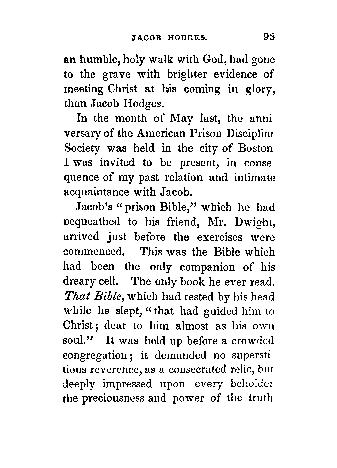 JACOB HODGES. 95
an humble, holy walk with God, had gone
to the grave with brighter evidence of
meeting Christ at his coming in glory,
than Jacob Hodges.
In the month of May last, the anni
versary of the American Prison Discipline
Society was held in the city of Boston
I was invited to be present, in conse
quence of my past relation and intimate
acquaintance with Jacob.
Jacob's "prison Bible," which he had
bequeathed to his friend, Mr. Dwight,
arrived just before the exercises were
commenced. This was the Bible which
had been the only companion of his
dreary cell. The only book he ever read.
That Bible, which had rested by his head
while he slept, "that had guided him to
Christ; dear to him almost as his own
soul." It was held up before a crowded
congregation; it demanded no supersti
tious reverence, as a consecrated relic, but
deeply impressed upon every beholder
the preciousness and power of the truth